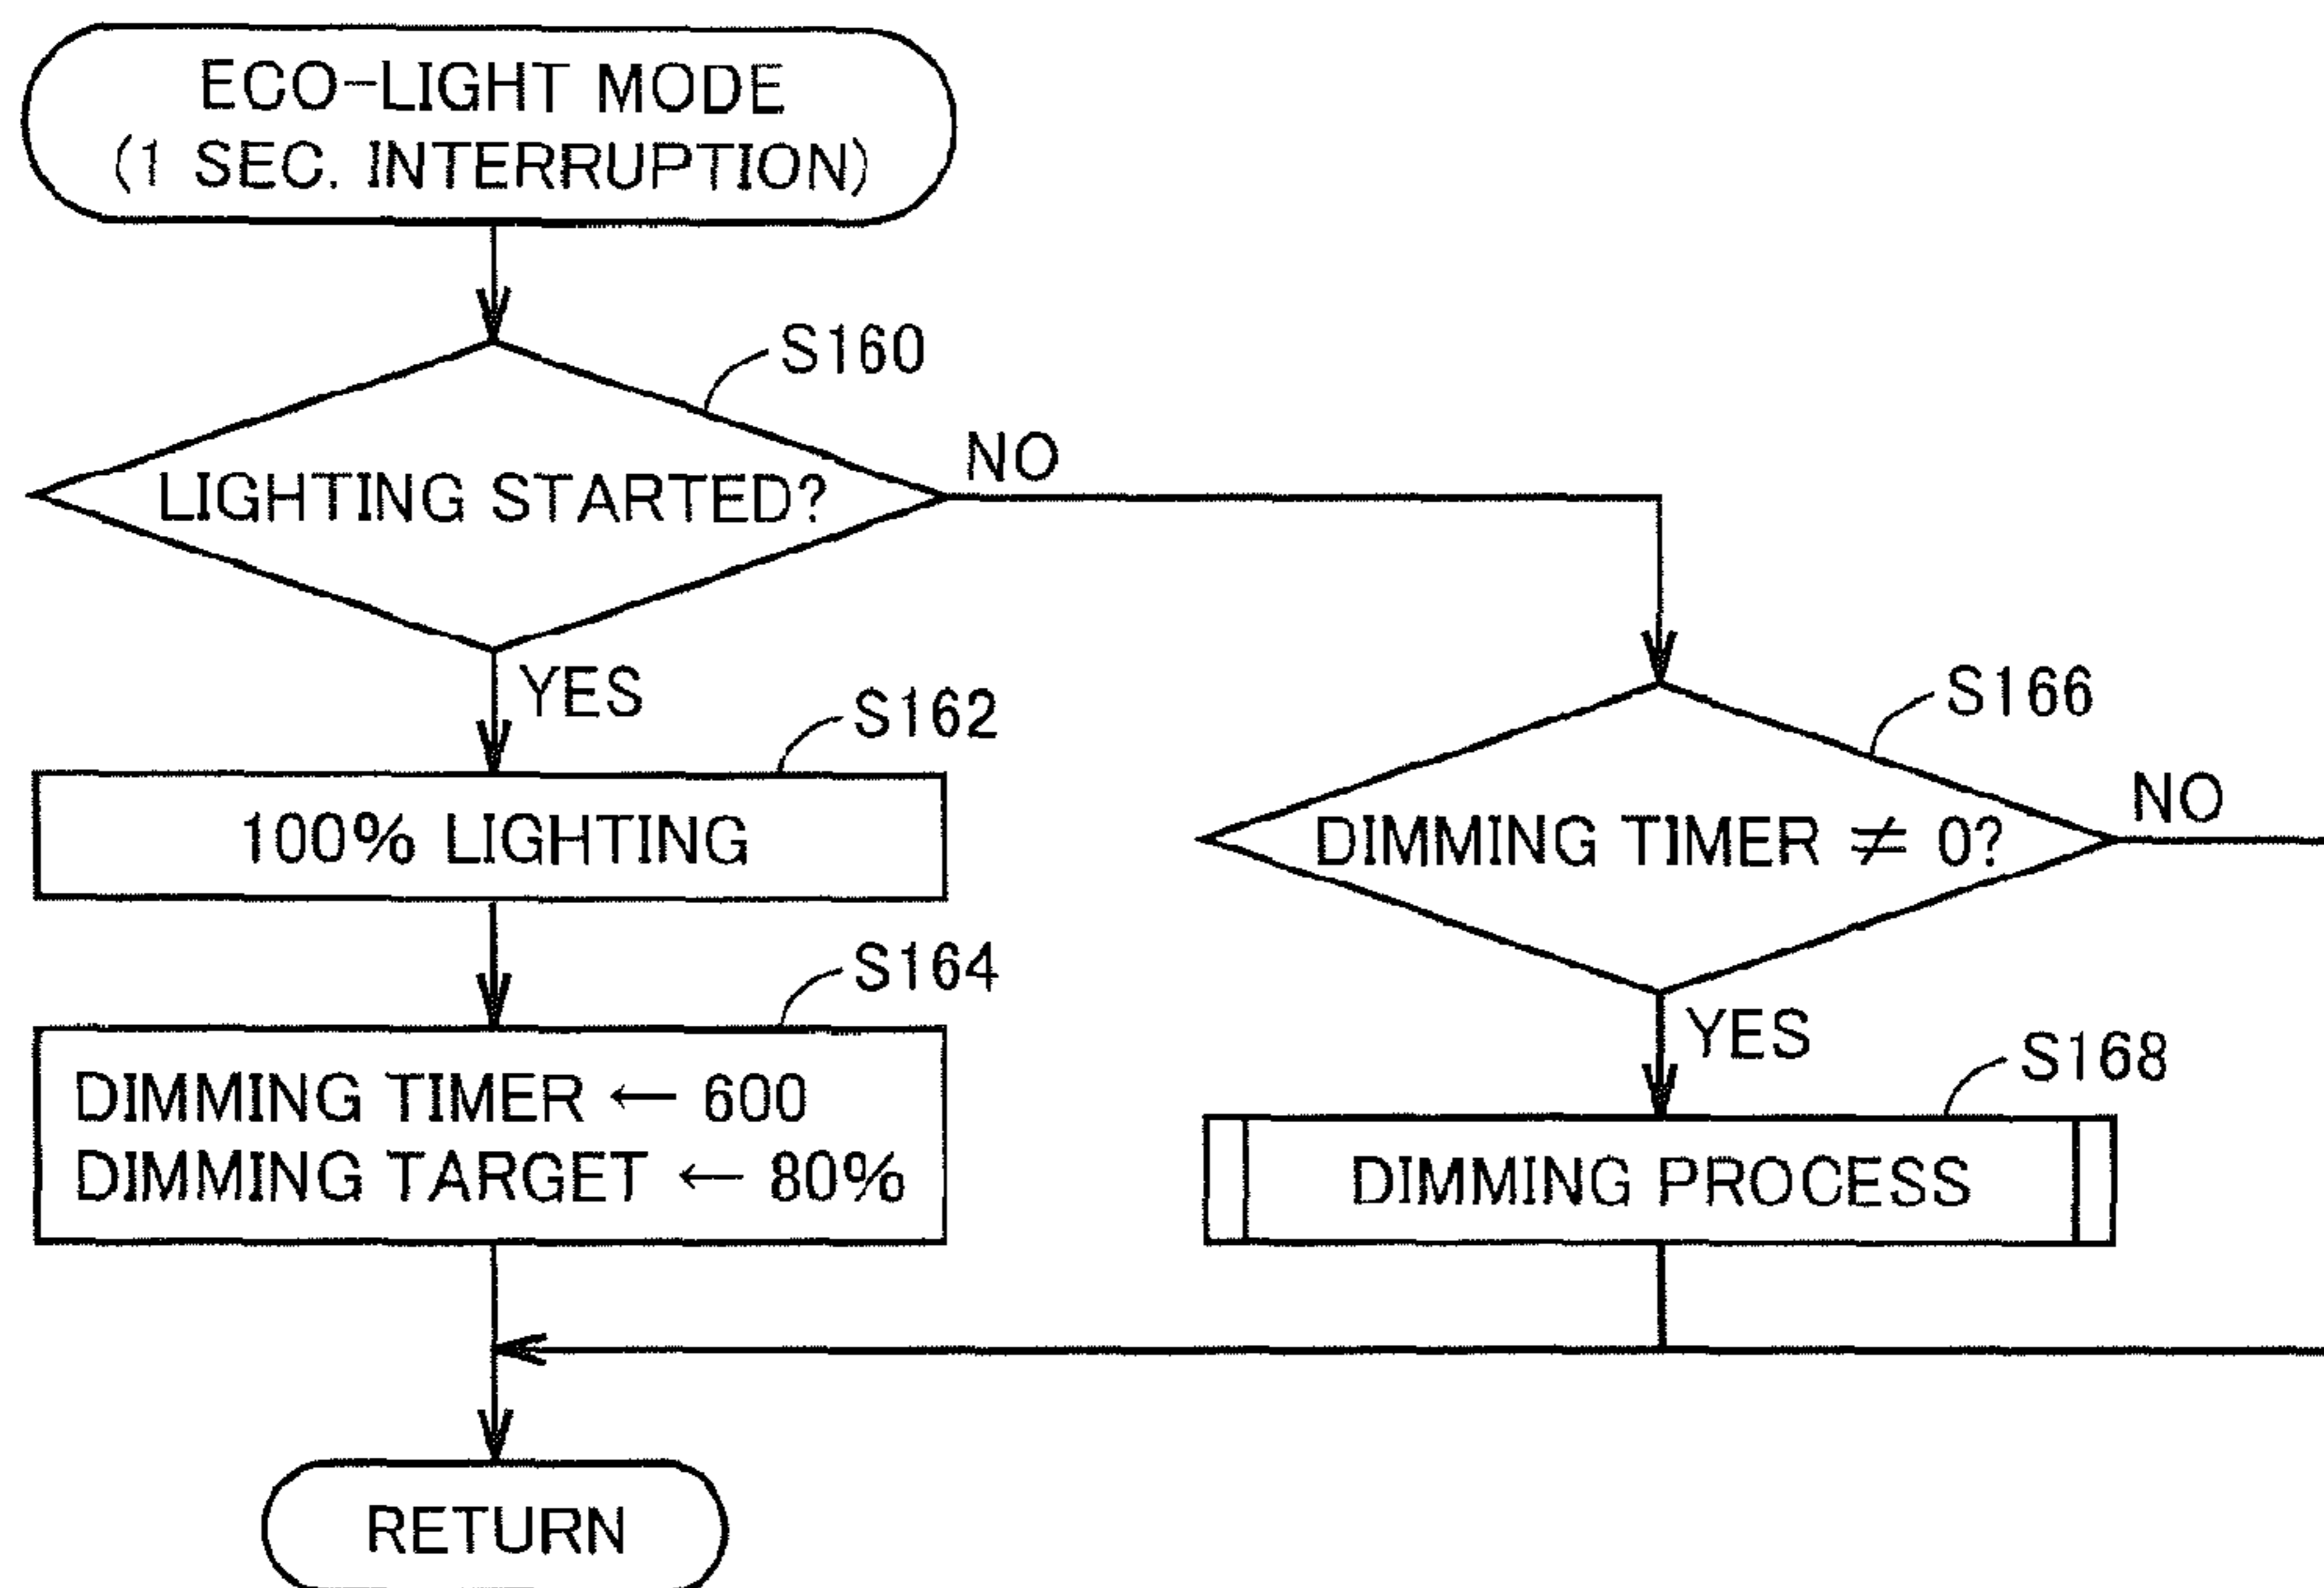 ECO-LIGHT MODE
(1 SEC. INTERRUPTION)
S160
LIGHTING STARTED?
NO
YES
S162
100% LIGHTING
S164
DIMMING TIMER ← 600
DIMMING TARGET ← 80%
S166
DIMMING TIMER ≠ 0?
NO
YES
S168
DIMMING PROCESS
RETURN